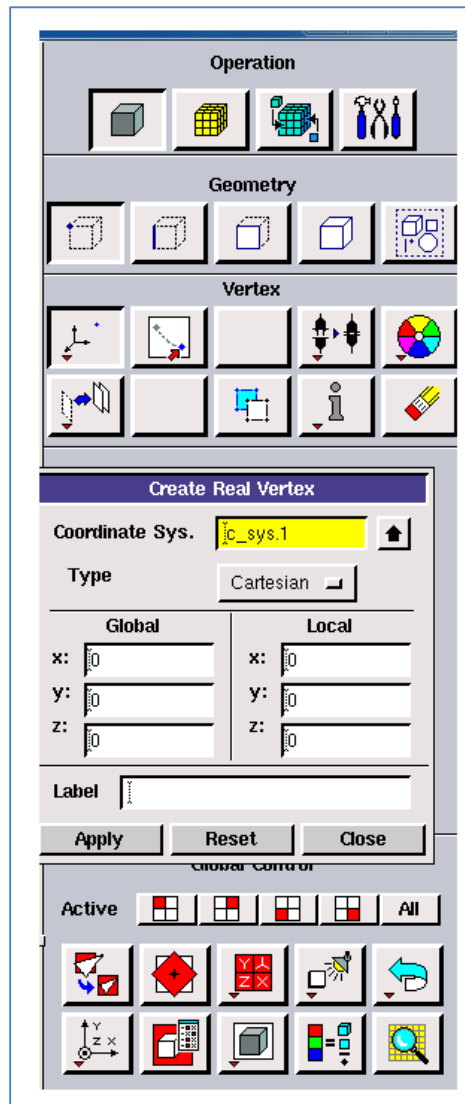 Operation
Geometry
Vertex
Create Real Vertex
Coordinate Sys. c_sys.1
Type Cartesian
Global Local
x: 0 x: 0
y: 0 y: 0
z: 0 z: 0
Label
Apply Reset Close
Global Control
Active All
Y
Z X
Y
Z X